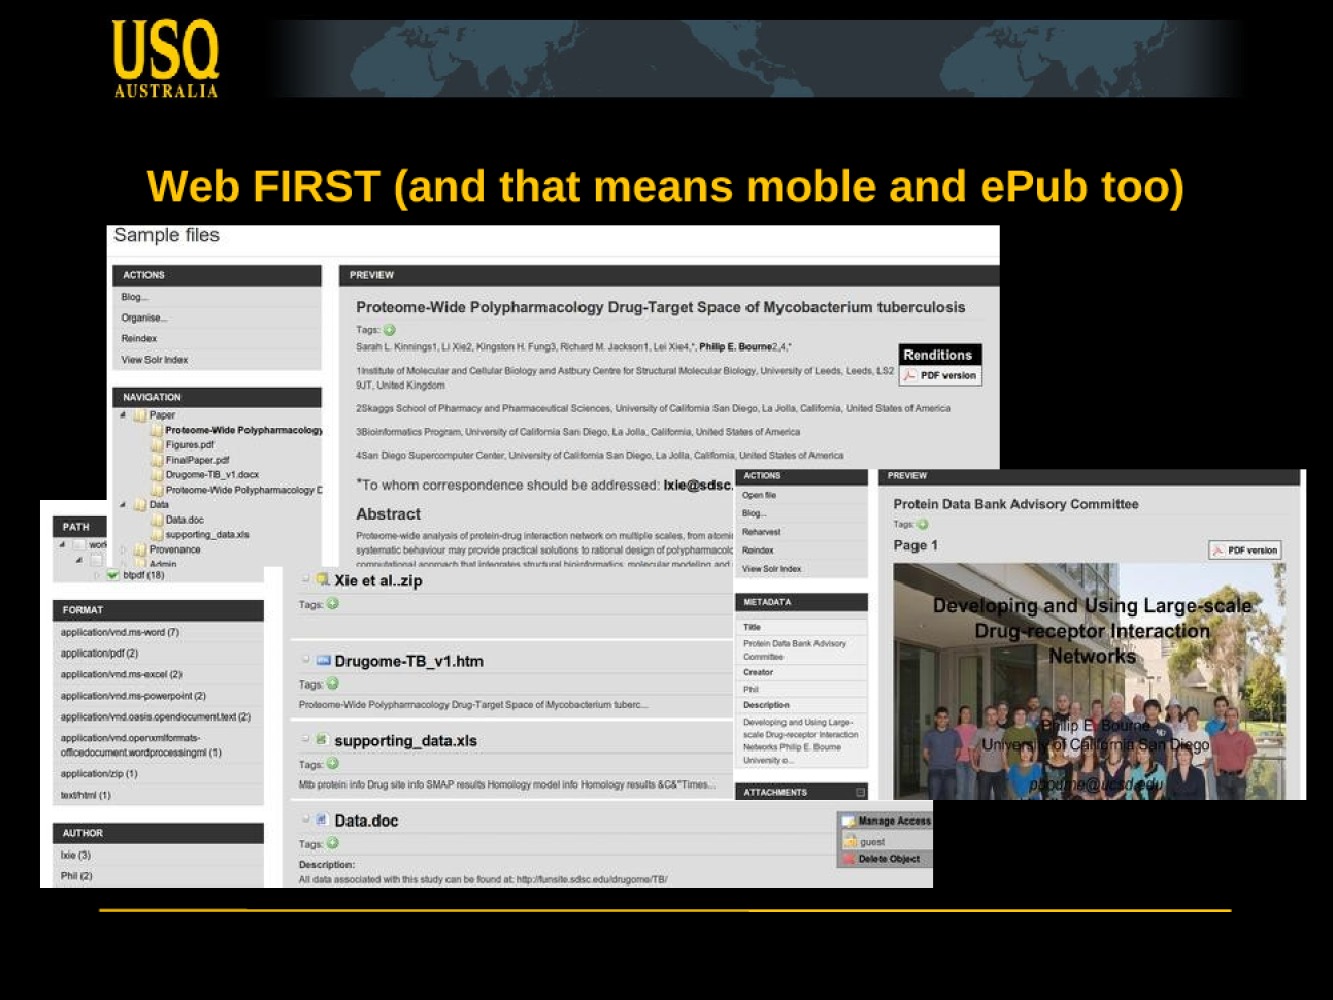 USQ
AUSTRALIA
Web FIRST (and that means moble and ePub too)
Sample files
ACTIONS
Blog...
Organise...
Reindex
View Solr Index
NAVIGATION
Paper
Proteome-Wide Polypharmacology
Figures.pdf
FinalPaper.pdf
Drugome-TB_v1.docx
Proteome-Wide Polypharmacology D
Data
Data.doc
supporting_data.xls
Provenance
Admin
PREVIEW
Proteome-Wide Polypharmacology Drug-Target Space of Mycobacterium tuberculosis
Tags:
Sarah L. Kinnings1, Li Xie2, Kingston H. Fung3, Richard M. Jackson1, Lei Xie4,*, Philip E. Bourne2,4,*
Renditions
PDF version
1Institute of Molecular and Cellular Biology and Astbury Centre for Structural Molecular Biology, University of Leeds, Leeds, LS2
9JT, United Kingdom
2Skaggs School of Pharmacy and Pharmaceutical Sciences, University of California San Diego, La Jolla, California, United States of America
3Bioinformatics Program, University of California San Diego, La Jolla, California, United States of America
4San Diego Supercomputer Center, University of California San Diego, La Jolla, California, United States of America
*To whom correspondence should be addressed: lxie@sdsc.
Abstract
Proteome-wide analysis of protein-drug interaction network on multiple scales, from atomi
systematic behaviour may provide practical solutions to rational design of polypharmacolo
computational approach that integrates structural bioinformatics, molecular modeling and
PATH
work
btpdf (18)
FORMAT
application/vnd.ms-word (7)
application/pdf (2)
application/vnd.ms-excel (2)
application/vnd.ms-powerpoint (2)
application/vnd.oasis.opendocument.text (2)
application/vnd.openxmlformats-
officedocument.wordprocessingml (1)
application/zip (1)
text/html (1)
AUTHOR
lxie (3)
Phil (2)
Xie et al..zip
Tags:
Drugome-TB_v1.htm
Tags:
Proteome-Wide Polypharmacology Drug-Target Space of Mycobacterium tuberc...
supporting_data.xls
Tags:
Mtb protein info Drug site info SMAP results Homology model info Homology results &C&"Times...
Data.doc
Tags:
Description:
All data associated with this study can be found at: http://funsite.sdsc.edu/drugome/TB/
Manage Access
guest
Delete Object
ACTIONS
Open file
Blog...
Reharvest
Reindex
View Solr Index
METADATA
Title
Protein Data Bank Advisory
Committee
Creator
Phil
Description
Developing and Using Large-
scale Drug-receptor Interaction
Networks Philip E. Bourne
University o...
ATTACHMENTS
PREVIEW
Protein Data Bank Advisory Committee
Tags:
Page 1
PDF version
Developing and Using Large-scale
Drug-receptor Interaction
Networks
Philip E. Bourne
University of California San Diego
pbourne@ucsd.edu